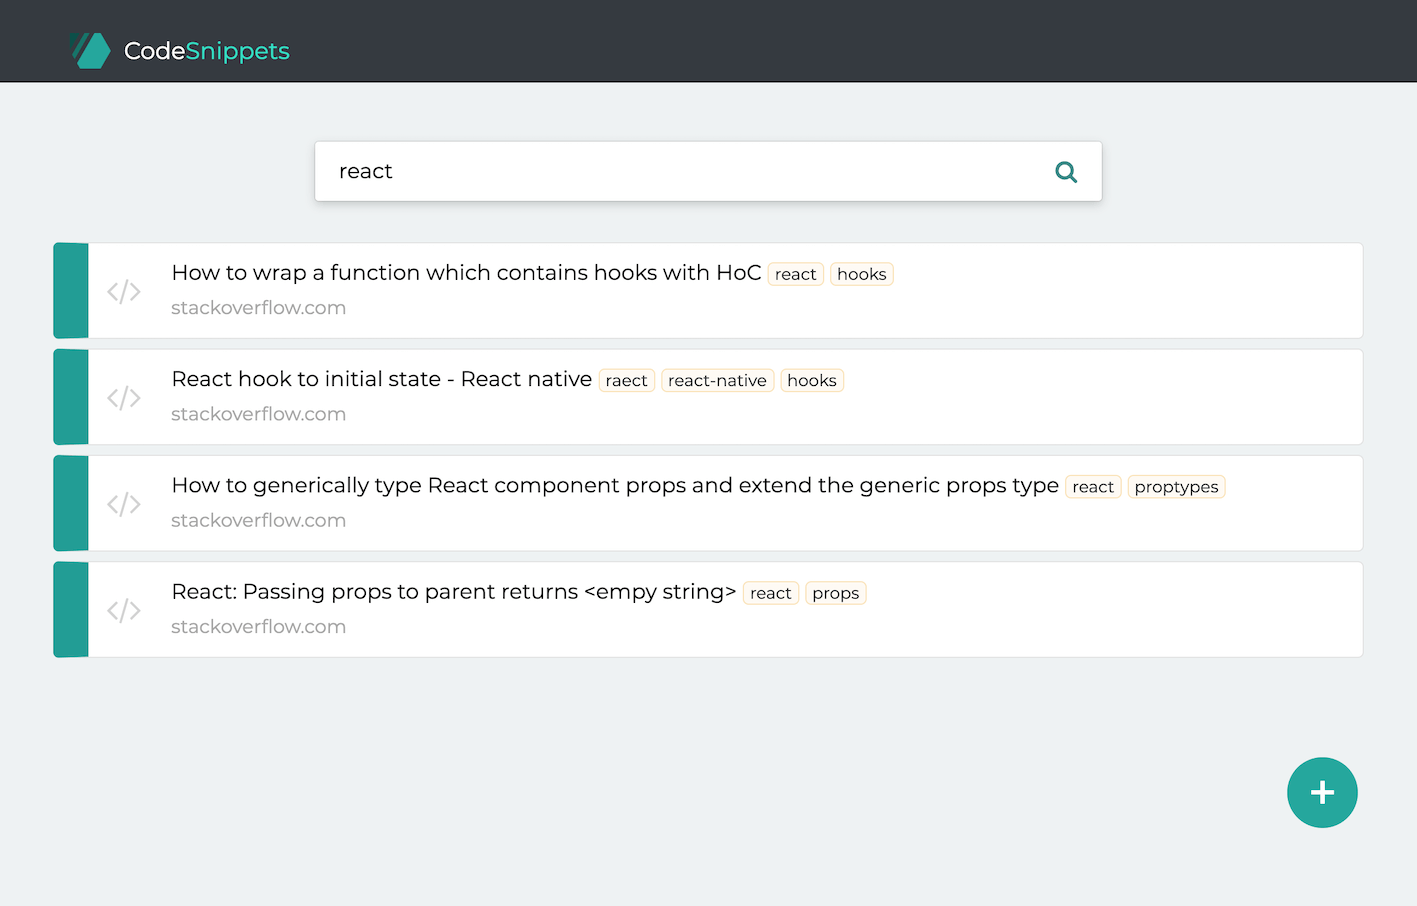 CodeSnippets
react
How to wrap a function which contains hooks with HoC react hooks
stackoverflow.com
React hook to initial state - React native raect react-native hooks
stackoverflow.com
How to generically type React component props and extend the generic props type react proptypes
stackoverflow.com
React: Passing props to parent returns <empy string> react props
stackoverflow.com